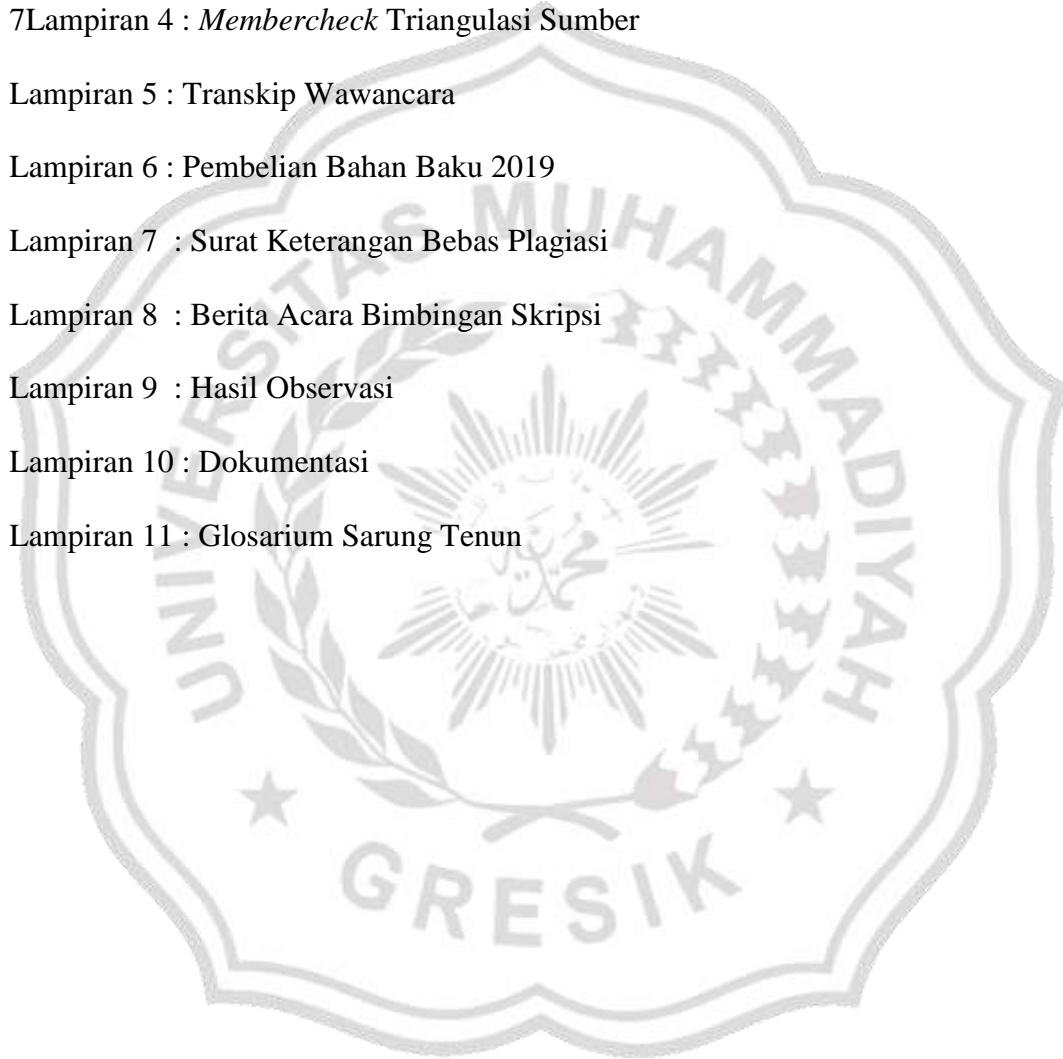 7Lampiran 4 : Membercheck Triangulasi Sumber
Lampiran 5 : Transkip Wawancara
Lampiran 6 : Pembelian Bahan Baku 2019
Lampiran 7 : Surat Keterangan Bebas Plagiasi
Lampiran 8 : Berita Acara Bimbingan Skripsi
Lampiran 9 : Hasil Observasi
Lampiran 10 : Dokumentasi
Lampiran 11 : Glosarium Sarung Tenun
UNIVERSITAS MUHAMMADIYAH
GRESIK